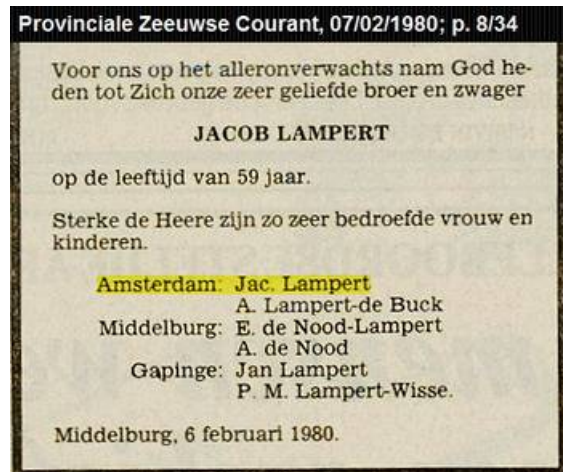 Provinciale Zeeuwse Courant, 07/02/1980; p. 8/34
Voor ons op het alleronverwachts nam God he-
den tot Zich onze zeer geliefde broer en zwager
JACOB LAMPERT
op de leeftijd van 59 jaar.
Sterke de Heere zijn zo zeer bedroefde vrouw en
kinderen.
Amsterdam: Jac. Lampert
A. Lampert-de Buck
Middelburg: E. de Nood-Lampert
A. de Nood
Gapinge: Jan Lampert
P. M. Lampert-Wisse.
Middelburg, 6 februari 1980.